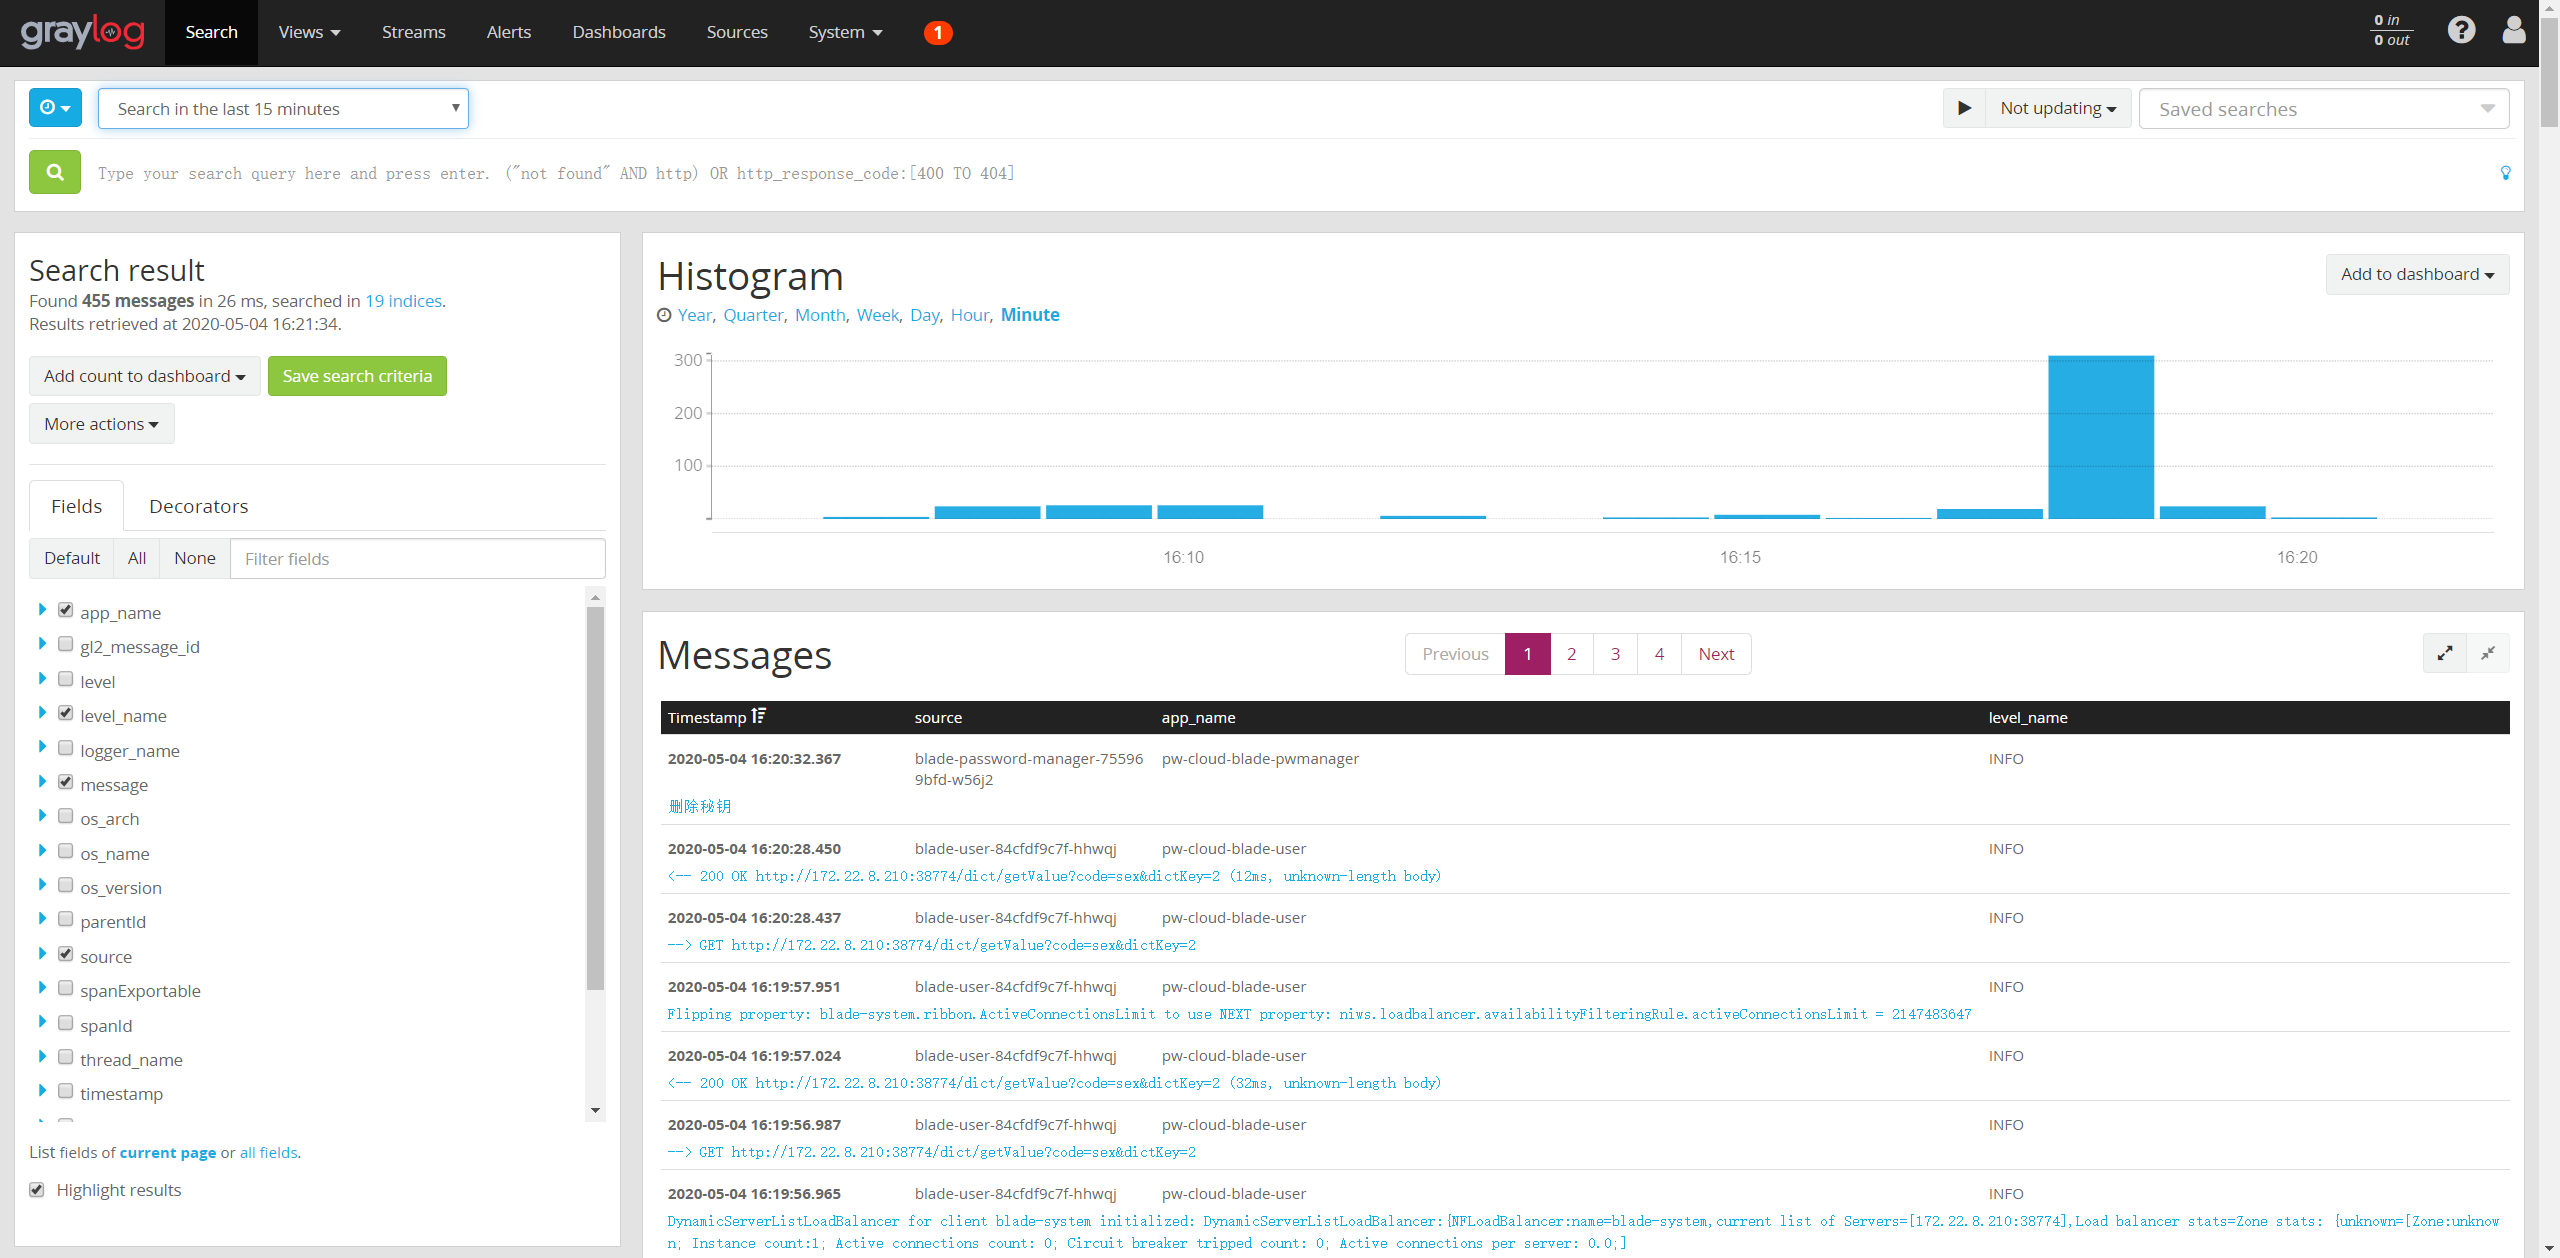 graylog Search Views Streams Alerts Dashboards Sources System 1 0 in
0 out
Search in the last 15 minutes Not updating Saved searches
Type your search query here and press enter. ("not found" AND http) OR http_response_code:[400 TO 404]
Search result
Found 455 messages in 26 ms, searched in 19 indices.
Results retrieved at 2020-05-04 16:21:34.
Add count to dashboard Save search criteria
More actions
Fields Decorators
Default All None Filter fields
app_name
gl2_message_id
level
level_name
logger_name
message
os_arch
os_name
os_version
parentId
source
spanExportable
spanId
thread_name
timestamp
List fields of current page or all fields.
Highlight results
Histogram
Add to dashboard
Year, Quarter, Month, Week, Day, Hour, Minute
300
200
100
16:10 16:15 16:20
Messages
Previous 1 2 3 4 Next
Timestamp source app_name level_name
2020-05-04 16:20:32.367 blade-password-manager-75596 pw-cloud-blade-pwmanager INFO
9bfd-w56j2
删除秘钥
2020-05-04 16:20:28.450 blade-user-84cfdf9c7f-hhwqj pw-cloud-blade-user INFO
<-- 200 OK http://172.22.8.210:38774/dict/getValue?code=sex&dictKey=2 (12ms, unknown-length body)
2020-05-04 16:20:28.437 blade-user-84cfdf9c7f-hhwqj pw-cloud-blade-user INFO
--> GET http://172.22.8.210:38774/dict/getValue?code=sex&dictKey=2
2020-05-04 16:19:57.951 blade-user-84cfdf9c7f-hhwqj pw-cloud-blade-user INFO
Flipping property: blade-system.ribbon.ActiveConnectionsLimit to use NEXT property: niws.loadbalancer.availabilityFilteringRule.activeConnectionsLimit = 2147483647
2020-05-04 16:19:57.024 blade-user-84cfdf9c7f-hhwqj pw-cloud-blade-user INFO
<-- 200 OK http://172.22.8.210:38774/dict/getValue?code=sex&dictKey=2 (32ms, unknown-length body)
2020-05-04 16:19:56.987 blade-user-84cfdf9c7f-hhwqj pw-cloud-blade-user INFO
--> GET http://172.22.8.210:38774/dict/getValue?code=sex&dictKey=2
2020-05-04 16:19:56.965 blade-user-84cfdf9c7f-hhwqj pw-cloud-blade-user INFO
DynamicServerListLoadBalancer for client blade-system initialized: DynamicServerListLoadBalancer:{NFLoadBalancer:name=blade-system,current list of Servers=[172.22.8.210:38774],Load balancer stats=Zone stats: {unknown=[Zone:unknow
n; Instance count:1; Active connections count: 0; Circuit breaker tripped count: 0; Active connections per server: 0.0;]